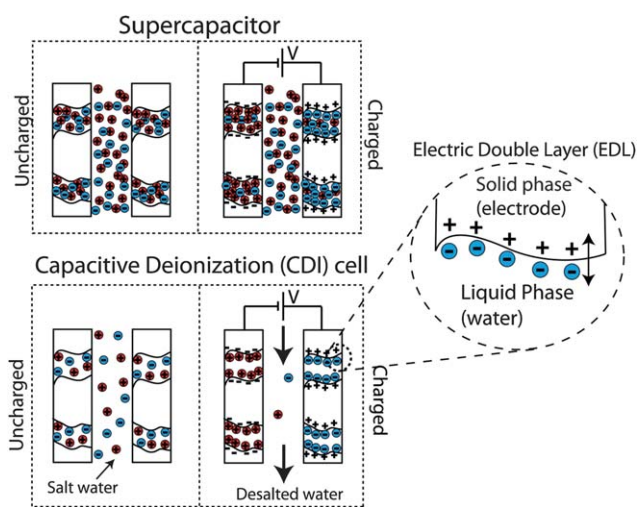 Supercapacitor
Uncharged
V
Charged
Electric Double Layer (EDL)
Solid phase
(electrode)
+ + + + +
- - - - -
Liquid Phase
(water)
Capacitive Deionization (CDI) cell
Uncharged
V
Charged
Salt water
Desalted water